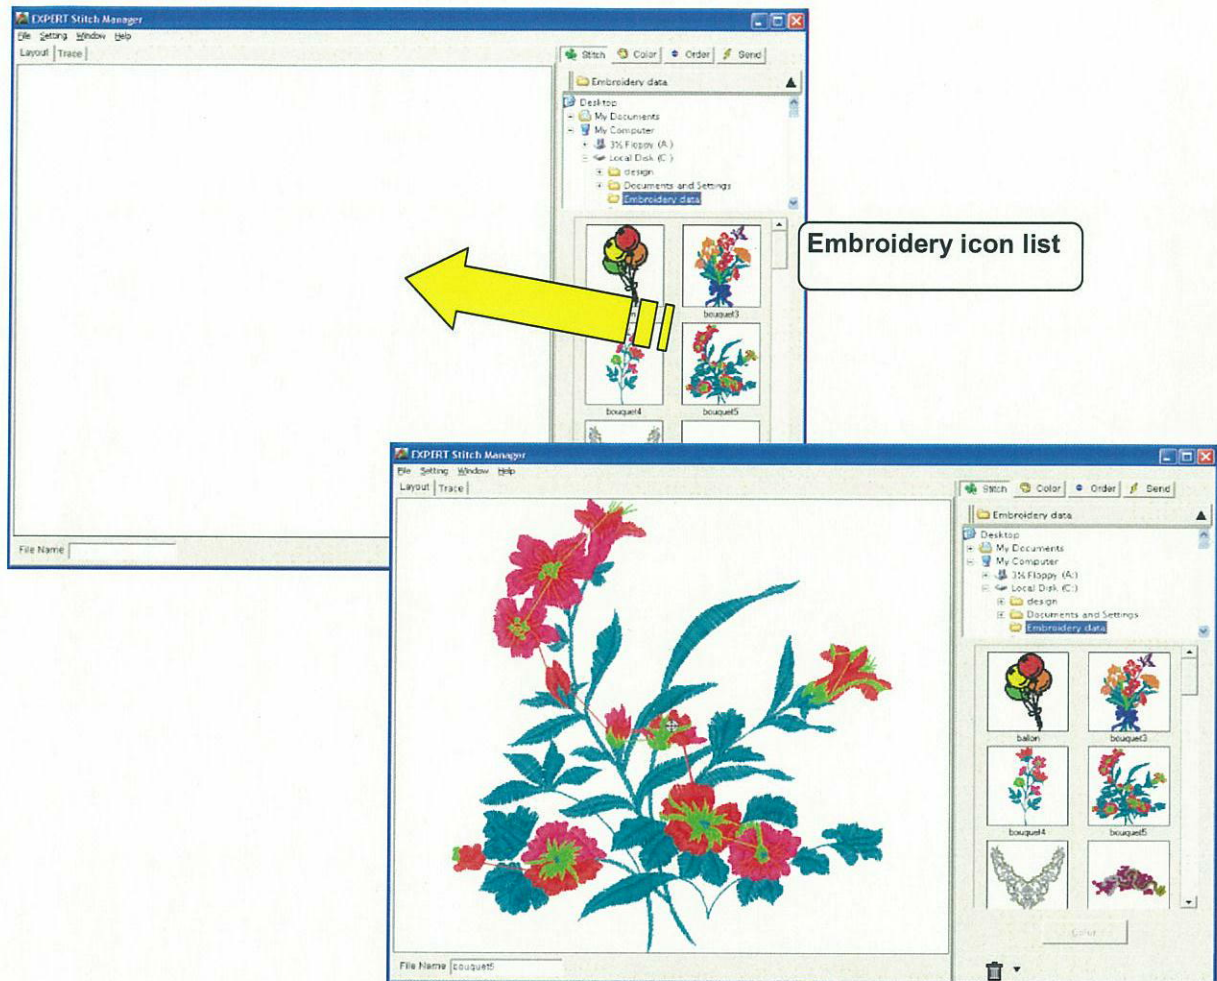 EXPERT Stitch Manager
File Setting Window Help
Layout Trace
Stitch Color Order Send
Embroidery data
Desktop
My Documents
My Computer
3½ Floppy (A:)
Local Disk (C:)
design
Documents and Settings
Embroidery data
Embroidery icon list
bouquet3
bouquet4 bouquet5
File Name
EXPERT Stitch Manager
File Setting Window Help
Layout Trace
Stitch Color Order Send
Embroidery data
Desktop
My Documents
My Computer
3½ Floppy (A:)
Local Disk (C:)
design
Documents and Settings
Embroidery data
ballon bouquet3
bouquet4 bouquet5
Color
File Name bouquet5